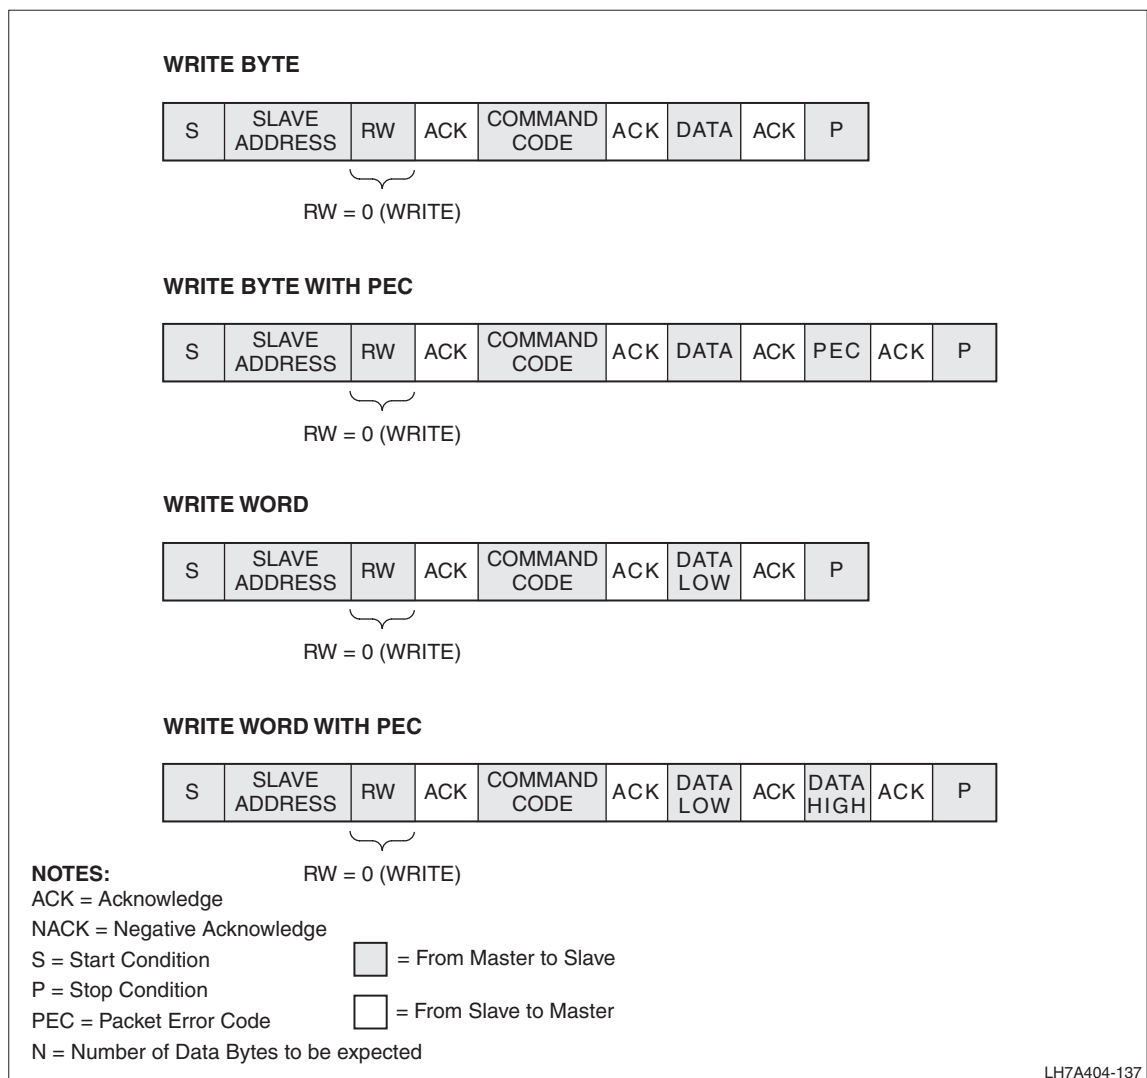 WRITE BYTE
S SLAVE ADDRESS RW ACK COMMAND CODE ACK DATA ACK P
RW = 0 (WRITE)
WRITE BYTE WITH PEC
S SLAVE ADDRESS RW ACK COMMAND CODE ACK DATA ACK PEC ACK P
RW = 0 (WRITE)
WRITE WORD
S SLAVE ADDRESS RW ACK COMMAND CODE ACK DATA LOW ACK P
RW = 0 (WRITE)
WRITE WORD WITH PEC
S SLAVE ADDRESS RW ACK COMMAND CODE ACK DATA LOW ACK DATA HIGH ACK P
RW = 0 (WRITE)
NOTES:
ACK = Acknowledge
NACK = Negative Acknowledge
S = Start Condition
P = Stop Condition
PEC = Packet Error Code
N = Number of Data Bytes to be expected
= From Master to Slave
= From Slave to Master
LH7A404-137